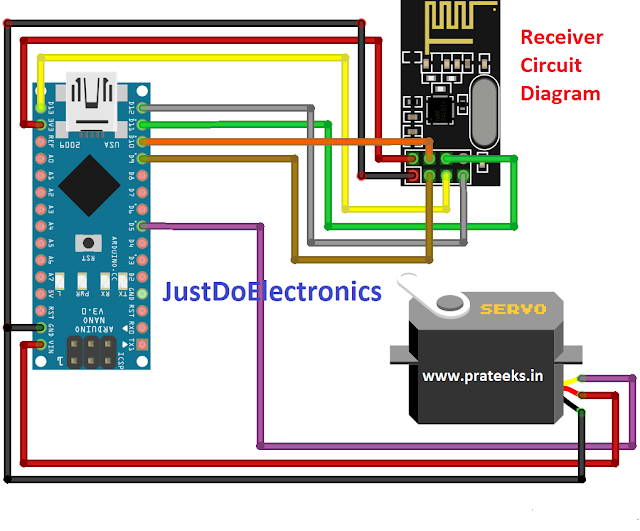 Receiver
Circuit
Diagram
D13
3V3
REF
A0
A1
A2
A3
A4
A5
A6
A7
5V
RST
GND
VIN
D12
D11
D10
D9
D8
D7
D6
D5
D4
D3
D2
GND
RST
RX0
TX1
2009
USA
RST
ARDUINO.CC
L
PWR
RX
TX
ARDUINO
NANO
V3.0
ICSP
1
JustDoElectronics
SERVO
www.prateeks.in